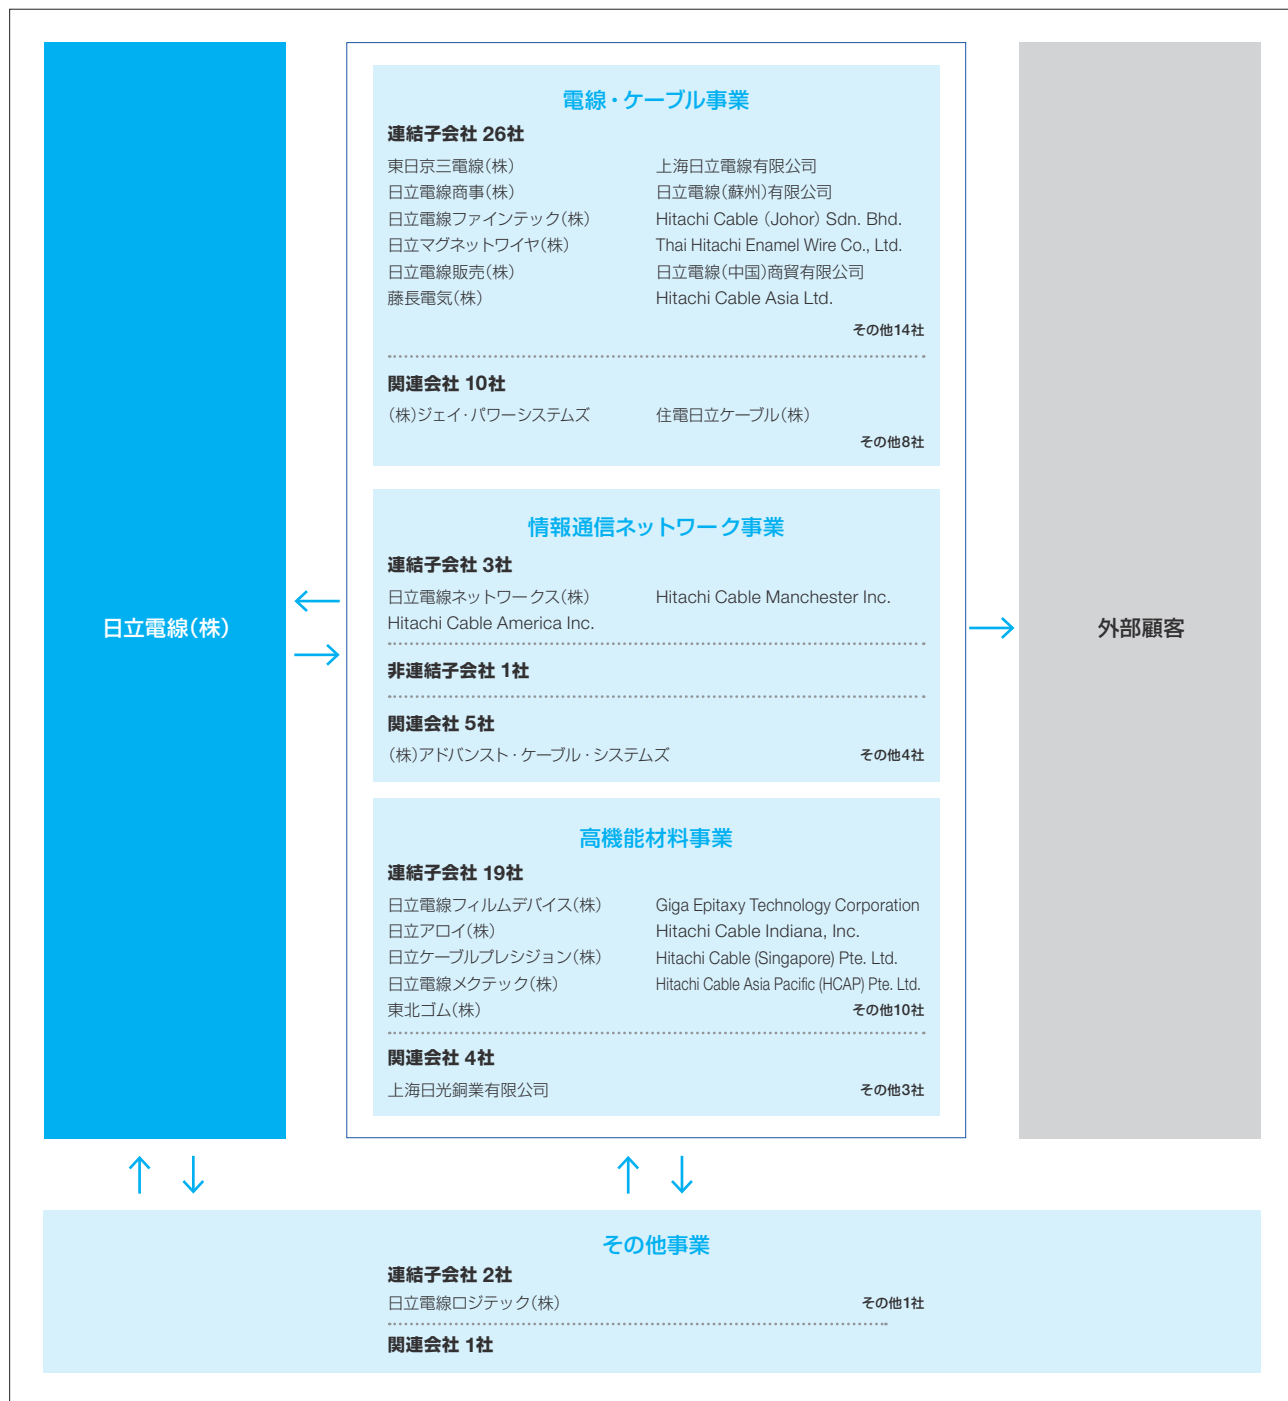 日立電線(株)
電線・ケーブル事業
連結子会社 26社
東日京三電線(株) 上海日立電線有限公司
日立電線商事(株) 日立電線(蘇州)有限公司
日立電線ファインテック(株) Hitachi Cable (Johor) Sdn. Bhd.
日立マグネットワイヤ(株) Thai Hitachi Enamel Wire Co., Ltd.
日立電線販売(株) 日立電線(中国)商貿有限公司
藤長電気(株) Hitachi Cable Asia Ltd.
その他14社
関連会社 10社
(株)ジェイ・パワーシステムズ 住電日立ケーブル(株)
その他8社
情報通信ネットワーク事業
連結子会社 3社
日立電線ネットワークス(株) Hitachi Cable Manchester Inc.
Hitachi Cable America Inc.
非連結子会社 1社
関連会社 5社
(株)アドバンスト・ケーブル・システムズ その他4社
高機能材料事業
連結子会社 19社
日立電線フィルムデバイス(株) Giga Epitaxy Technology Corporation
日立アロイ(株) Hitachi Cable Indiana, Inc.
日立ケーブルプレシジョン(株) Hitachi Cable (Singapore) Pte. Ltd.
日立電線メクテック(株) Hitachi Cable Asia Pacific (HCAP) Pte. Ltd.
東北ゴム(株) その他10社
関連会社 4社
上海日光銅業有限公司 その他3社
外部顧客
その他事業
連結子会社 2社
日立電線ロジテック(株) その他1社
関連会社 1社